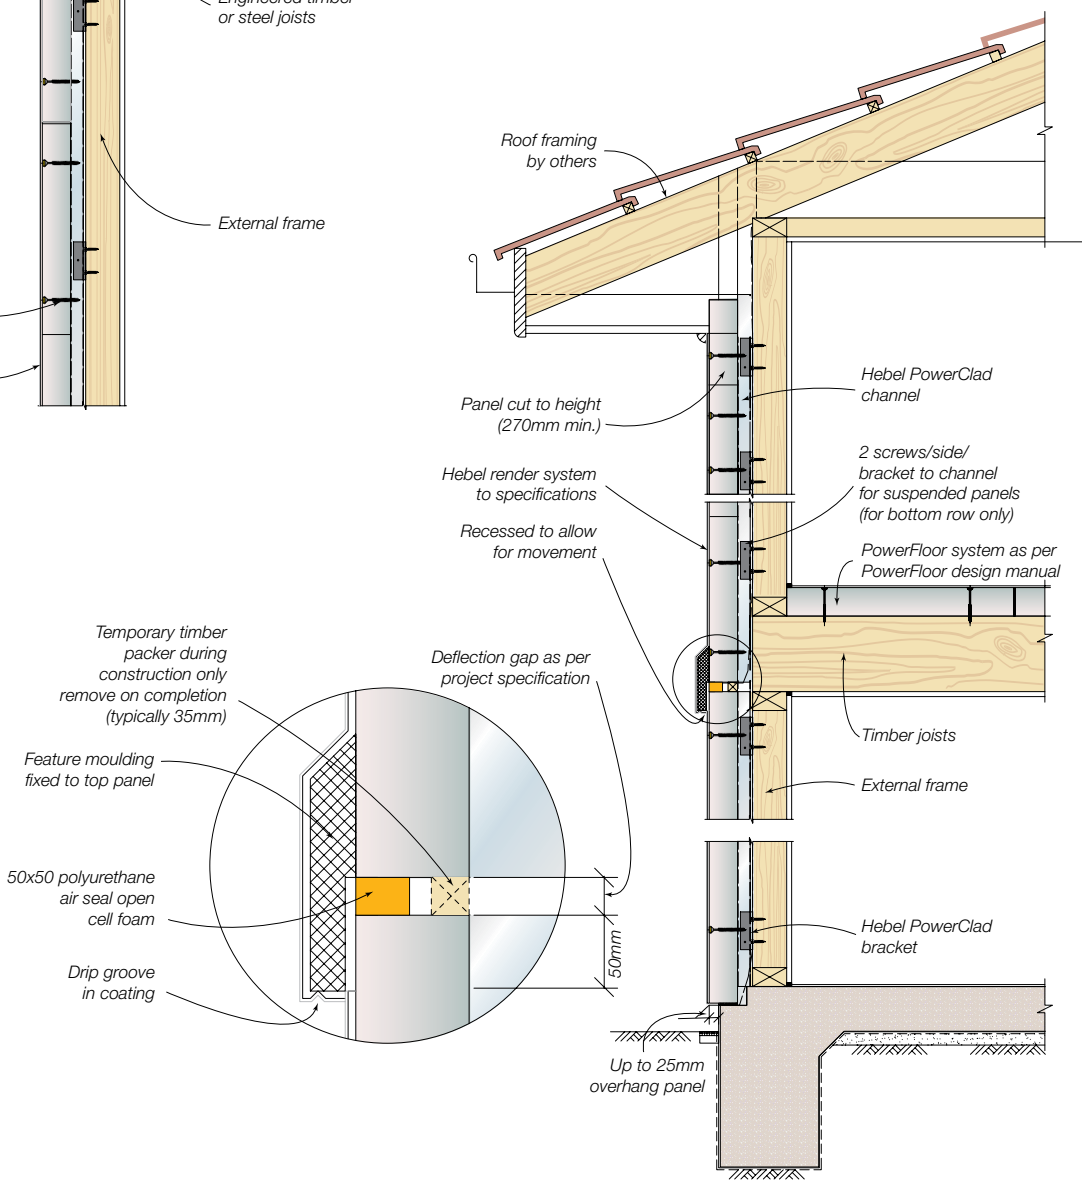 Engineered timber
or steel joists
External frame
Roof framing
by others
Panel cut to height
(270mm min.)
Hebel PowerClad
channel
Hebel render system
to specifications
2 screws/side/
bracket to channel
for suspended panels
(for bottom row only)
Recessed to allow
for movement
PowerFloor system as per
PowerFloor design manual
Temporary timber
packer during
construction only
remove on completion
(typically 35mm)
Deflection gap as per
project specification
Timber joists
Feature moulding
fixed to top panel
External frame
50x50 polyurethane
air seal open
cell foam
50mm
Hebel PowerClad
bracket
Drip groove
in coating
Up to 25mm
overhang panel